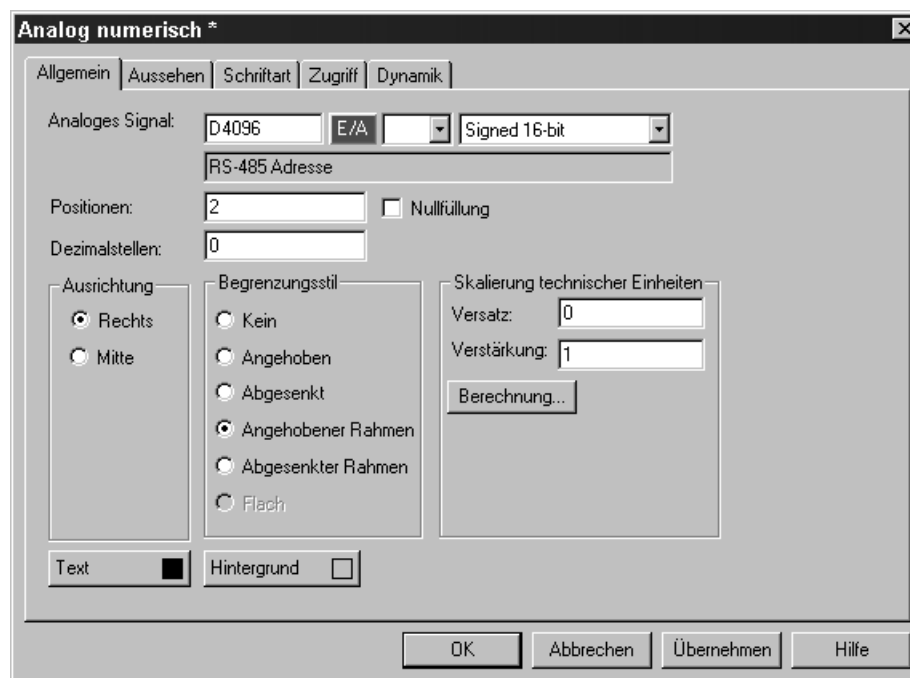 Analog numerisch *
Allgemein Aussehen Schriftart Zugriff Dynamik
Analoges Signal: D4096 E/A Signed 16-bit
RS-485 Adresse
Positionen: 2 Nullfüllung
Dezimalstellen: 0
Ausrichtung Begrenzungsstil Skalierung technischer Einheiten
Rechts Kein Versatz: 0
Mitte Angehoben Verstärkung: 1
Abgesenkt Berechnung...
Angehobener Rahmen
Abgesenkter Rahmen
Flach
Text Hintergrund
OK Abbrechen Übernehmen Hilfe